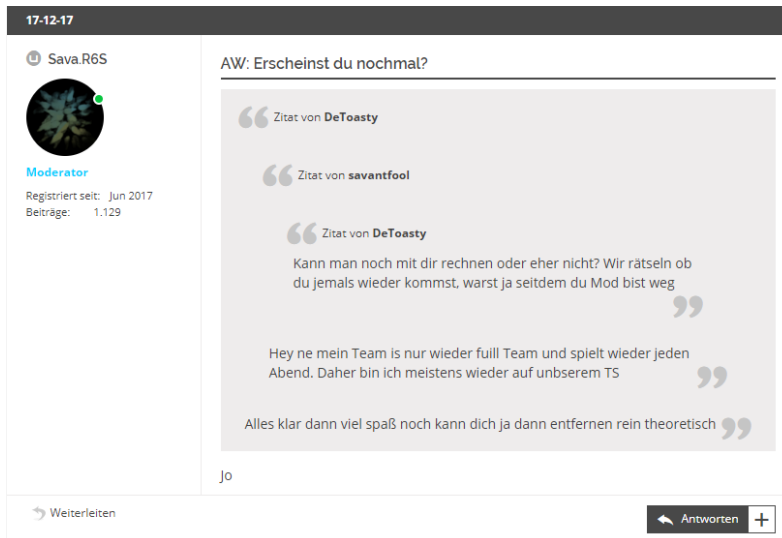 17-12-17
Sava.R6S
Moderator
Registriert seit: Jun 2017
Beiträge: 1.129
AW: Erscheinst du nochmal?
Zitat von DeToasty
Zitat von savantfool
Zitat von DeToasty
Kann man noch mit dir rechnen oder eher nicht? Wir rätseln ob
du jemals wieder kommst, warst ja seitdem du Mod bist weg
Hey ne mein Team is nur wieder fuill Team und spielt wieder jeden
Abend. Daher bin ich meistens wieder auf unbserem TS
Alles klar dann viel spaß noch kann dich ja dann entfernen rein theoretisch
Jo
Weiterleiten
Antworten